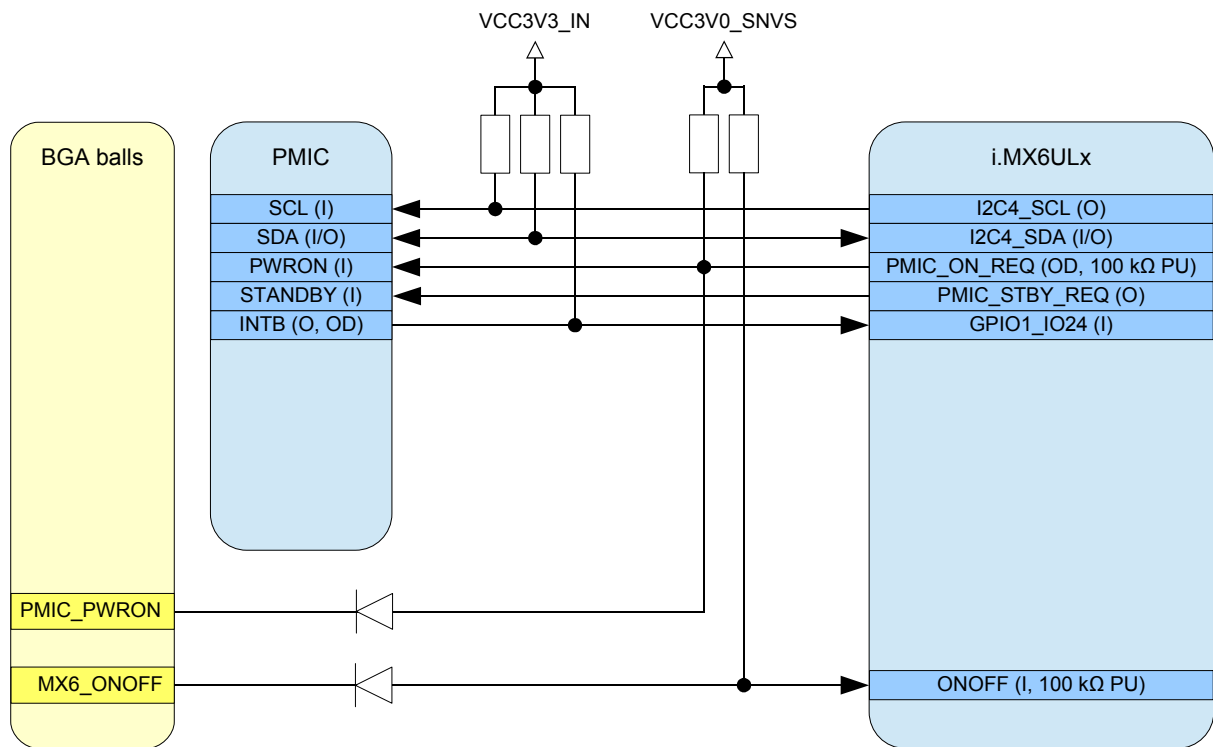 VCC3V3_IN
VCC3V0_SNVS
BGA balls
PMIC
i.MX6ULx
SCL (I)
I2C4_SCL (O)
SDA (I/O)
I2C4_SDA (I/O)
PWRON (I)
PMIC_ON_REQ (OD, 100 kΩ PU)
STANDBY (I)
PMIC_STBY_REQ (O)
INTB (O, OD)
GPIO1_IO24 (I)
PMIC_PWRON
MX6_ONOFF
ONOFF (I, 100 kΩ PU)